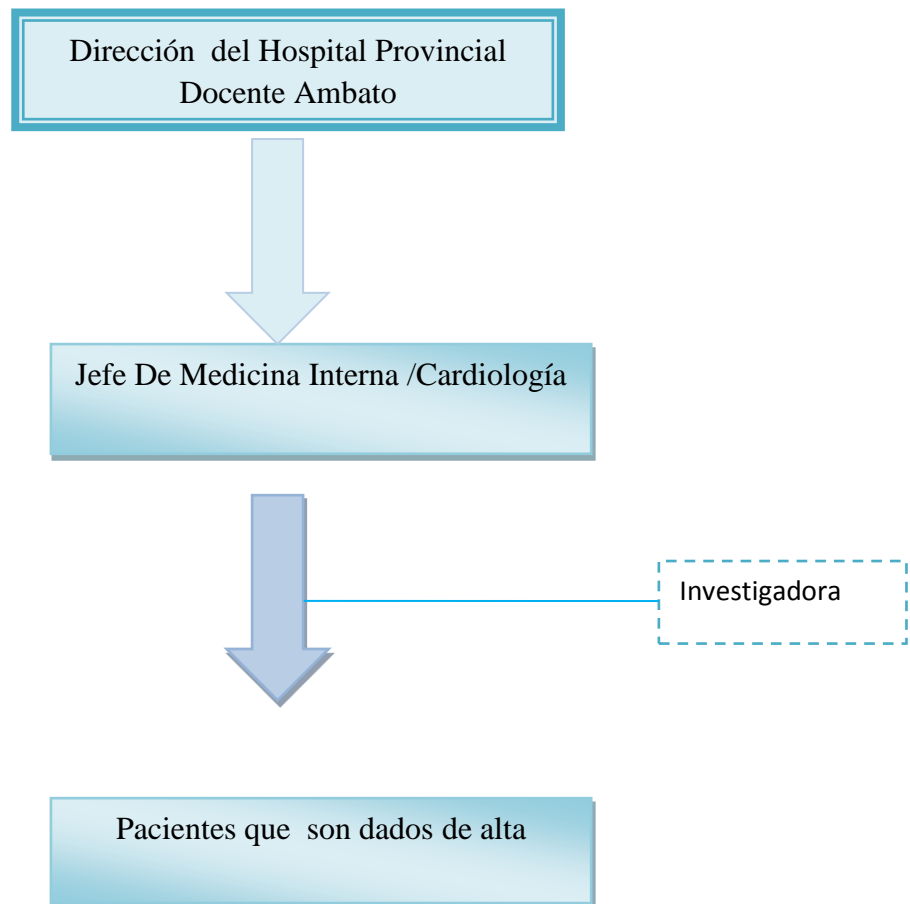 Dirección del Hospital Provincial
Docente Ambato
Jefe De Medicina Interna /Cardiología
Investigadora
Pacientes que son dados de alta